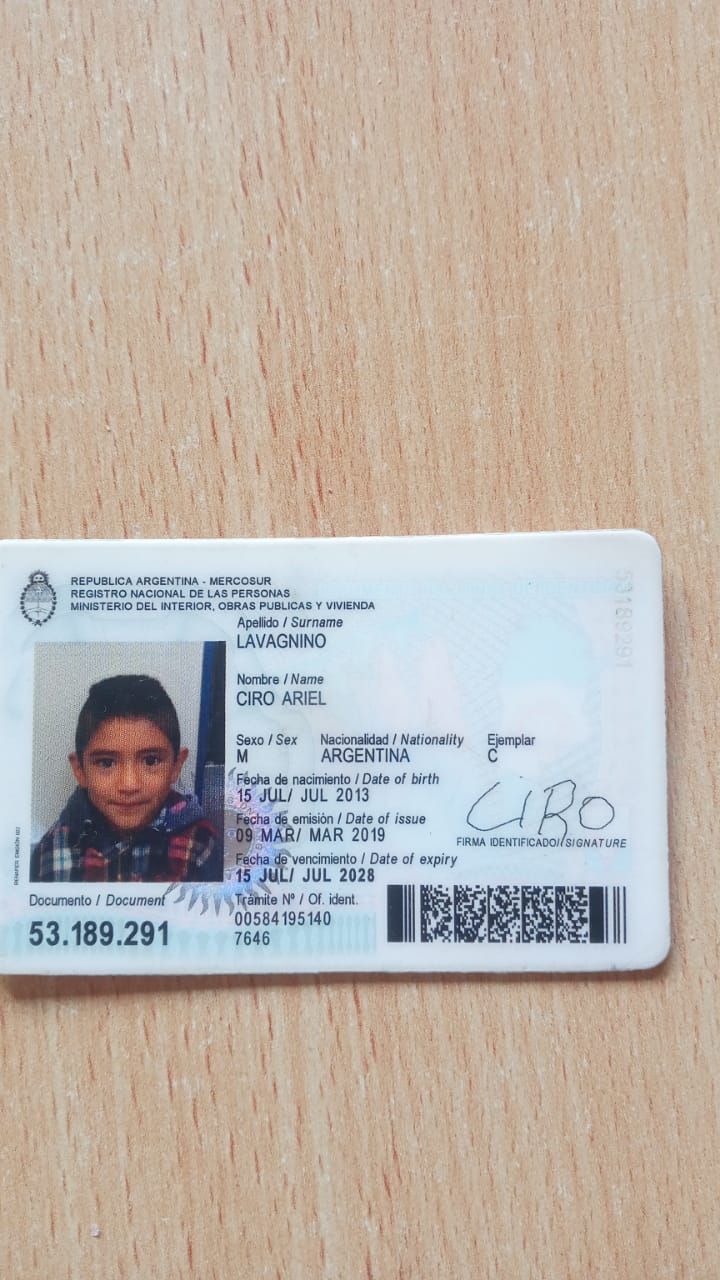 REPUBLICA ARGENTINA - MERCOSUR
REGISTRO NACIONAL DE LAS PERSONAS
MINISTERIO DEL INTERIOR, OBRAS PUBLICAS Y VIVIENDA
Apellido / Surname
LAVAGNINO
Nombre / Name
CIRO ARIEL
Sexo / Sex Nacionalidad / Nationality Ejemplar
M ARGENTINA C
Fecha de nacimiento / Date of birth
15 JUL/ JUL 2013
Fecha de emisión / Date of issue
09 MAR/ MAR 2019
CIRO
FIRMA IDENTIFICADO / SIGNATURE
Fecha de vencimiento / Date of expiry
15 JUL/ JUL 2028
Documento / Document Trámite Nº / Of. ident.
53.189.291 00584195140
7646
53189291